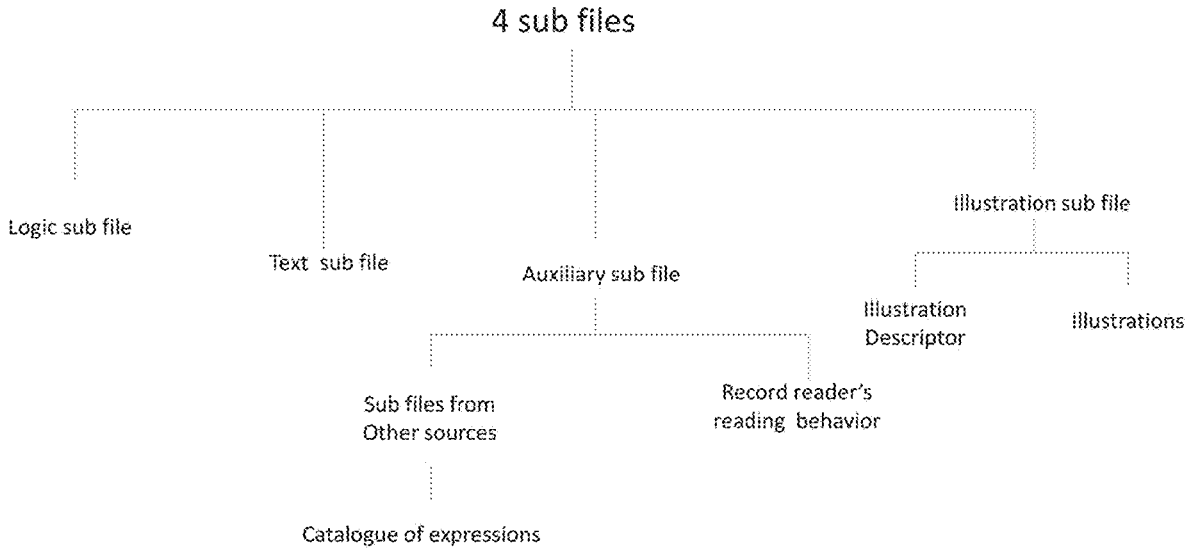 4 sub files
Logic sub file
Text sub file
Auxiliary sub file
Illustration sub file
Illustration
Descriptor
Illustrations
Sub files from
Other sources
Record reader's
reading behavior
Catalogue of expressions